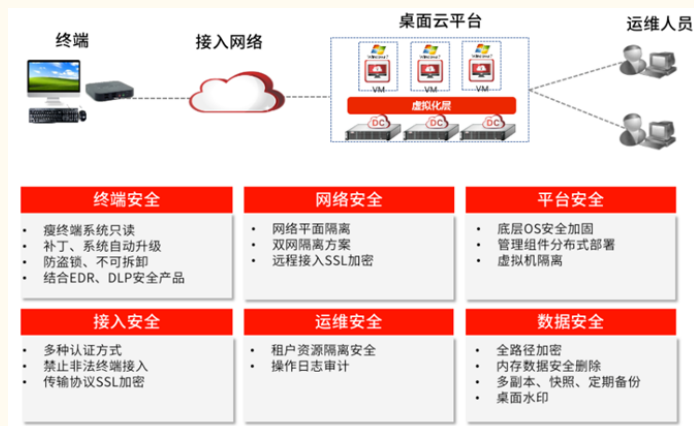 终端
接入网络
桌面云平台
运维人员
VM
VM
VM
虚拟化层
DC
DC
DC
终端安全
瘦终端系统只读
补丁、系统自动升级
防盗锁、不可拆卸
结合EDR、DLP安全产品
网络安全
网络平面隔离
双网隔离方案
远程接入SSL加密
平台安全
底层OS安全加固
管理组件分布式部署
虚拟机隔离
接入安全
多种认证方式
禁止非法终端接入
传输协议SSL加密
运维安全
租户资源隔离安全
操作日志审计
数据安全
全路径加密
内存数据安全删除
多副本、快照、定期备份
桌面水印